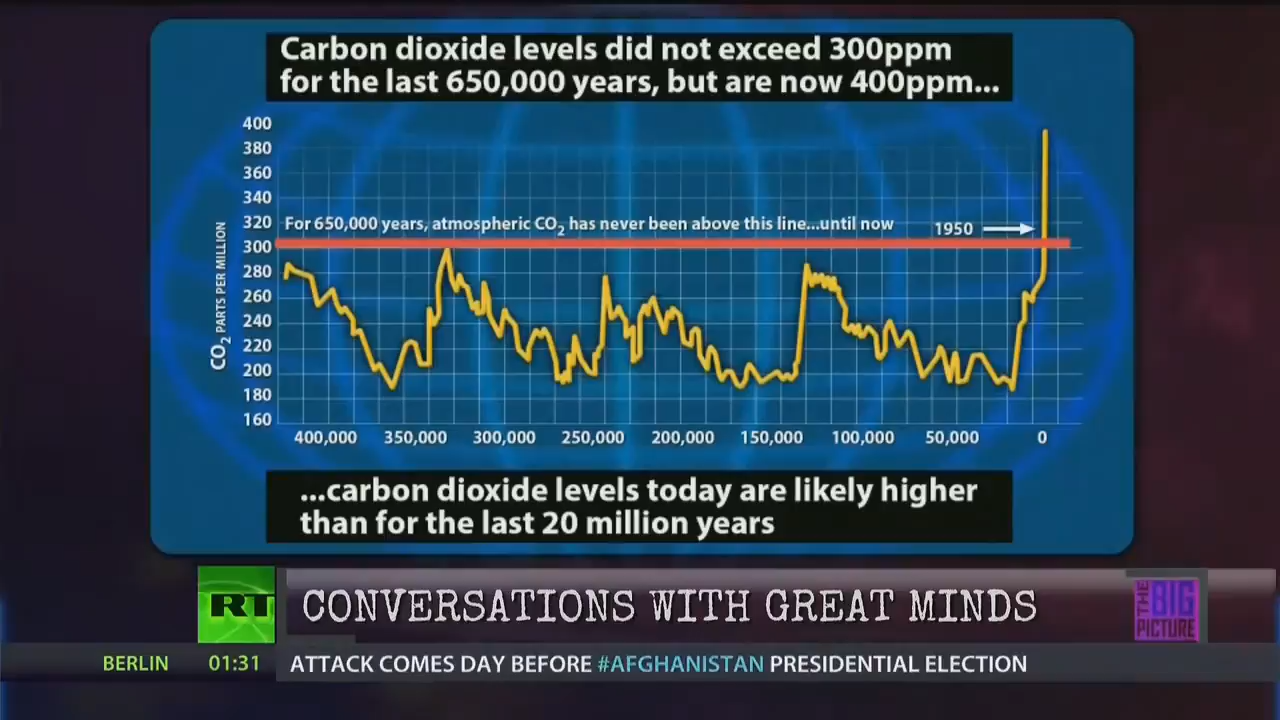 Carbon dioxide levels did not exceed 300ppm
for the last 650,000 years, but are now 400ppm...
400
380
360
340
320
300
280
260
240
220
200
180
160
CO2 PARTS PER MILLION
For 650,000 years, atmospheric CO2 has never been above this line...until now
1950
400,000 350,000 300,000 250,000 200,000 150,000 100,000 50,000 0
...carbon dioxide levels today are likely higher
than for the last 20 million years
RT
CONVERSATIONS WITH GREAT MINDS
THE BIG PICTURE
BERLIN 01:31 ATTACK COMES DAY BEFORE #AFGHANISTAN PRESIDENTIAL ELECTION